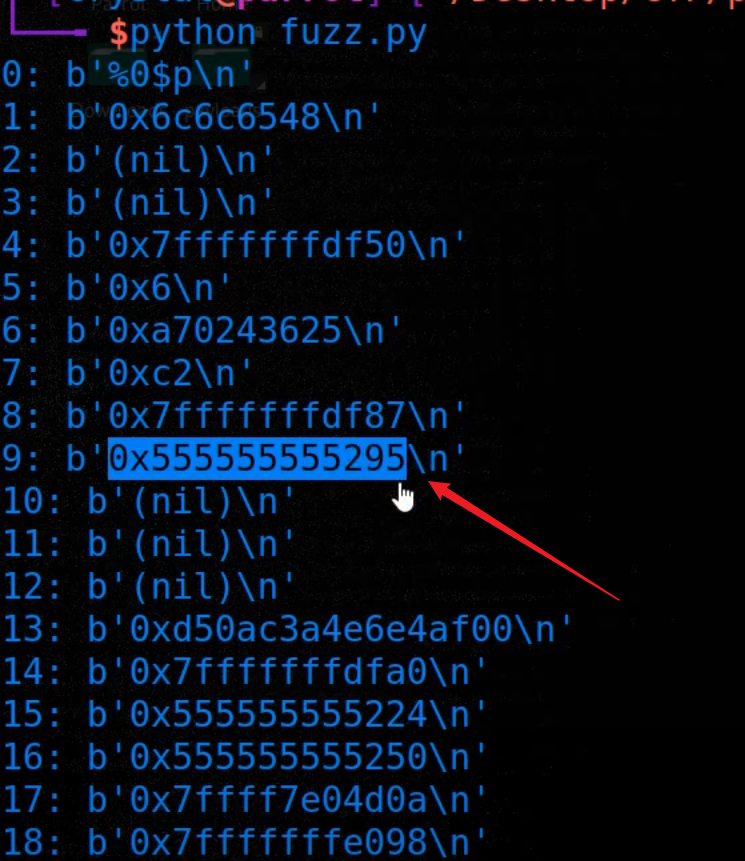 $python fuzz.py
0: b'%0$p\n'
1: b'0x6c6c6548\n'
2: b'(nil)\n'
3: b'(nil)\n'
4: b'0x7fffffffdf50\n'
5: b'0x6\n'
6: b'0xa70243625\n'
7: b'0xc2\n'
8: b'0x7fffffffdf87\n'
9: b'0x555555555295\n'
10: b'(nil)\n'
11: b'(nil)\n'
12: b'(nil)\n'
13: b'0xd50ac3a4e6e4af00\n'
14: b'0x7fffffffdfa0\n'
15: b'0x555555555224\n'
16: b'0x555555555250\n'
17: b'0x7ffff7e04d0a\n'
18: b'0x7fffffffe098\n'